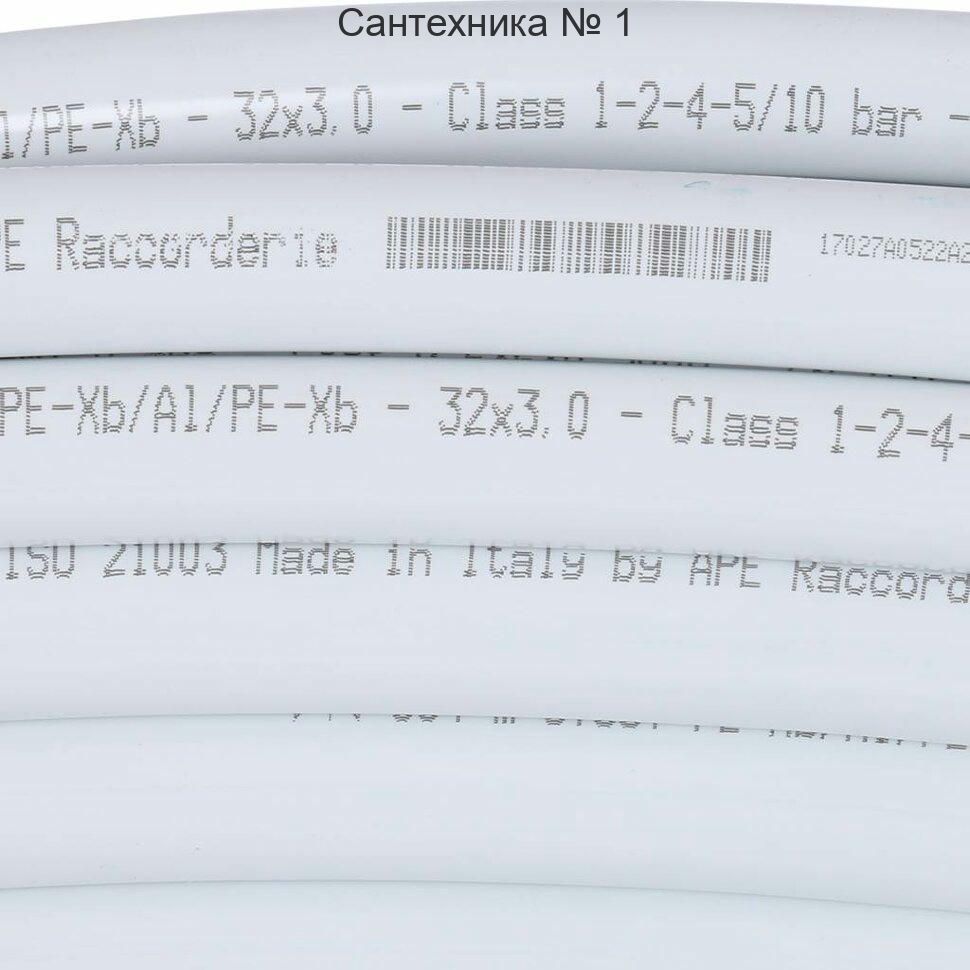 Сантехника № 1
Al/PE-Xb - 32x3.0 - Class 1-2-4-5/10 bar -
E Raccorderie 17027A0522A2
PE-Xb/Al/PE-Xb - 32x3.0 - Class 1-2-4-
ISO 21003 Made in Italy by APE Raccord